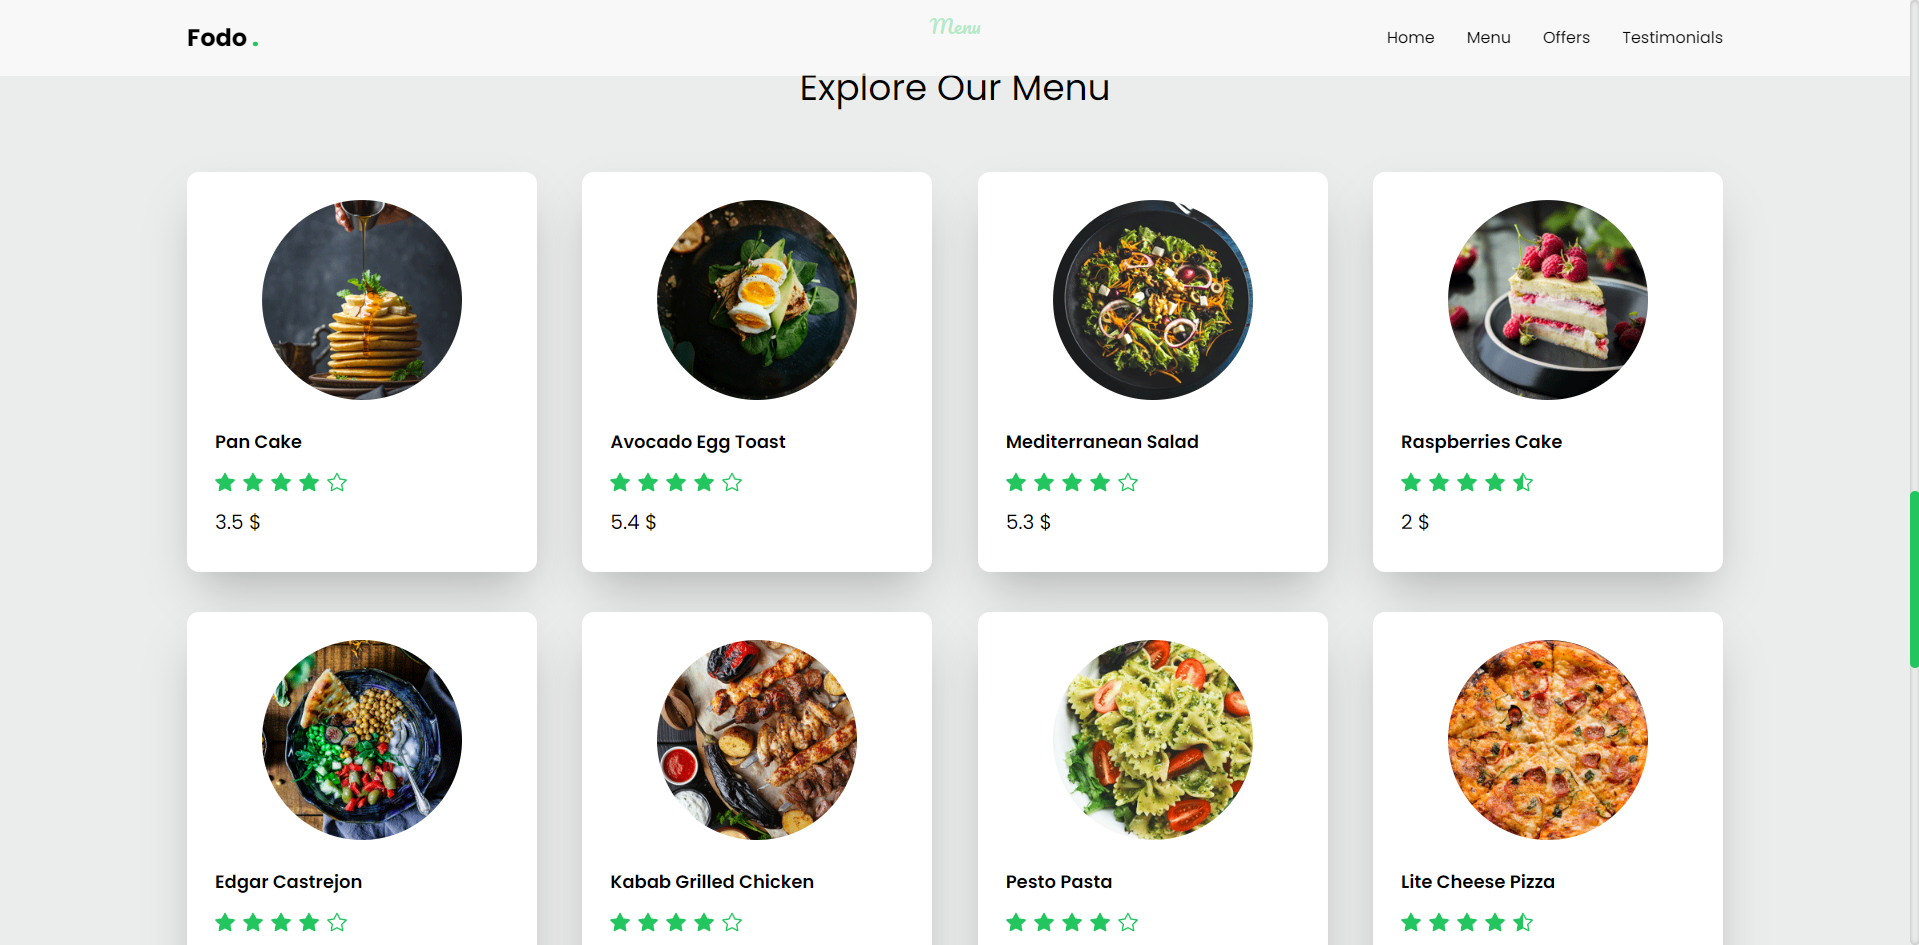 Fodo .
Menu
Home Menu Offers Testimonials
Explore Our Menu
Pan Cake
3.5 $
Avocado Egg Toast
5.4 $
Mediterranean Salad
5.3 $
Raspberries Cake
2 $
Edgar Castrejon
Kabab Grilled Chicken
Pesto Pasta
Lite Cheese Pizza